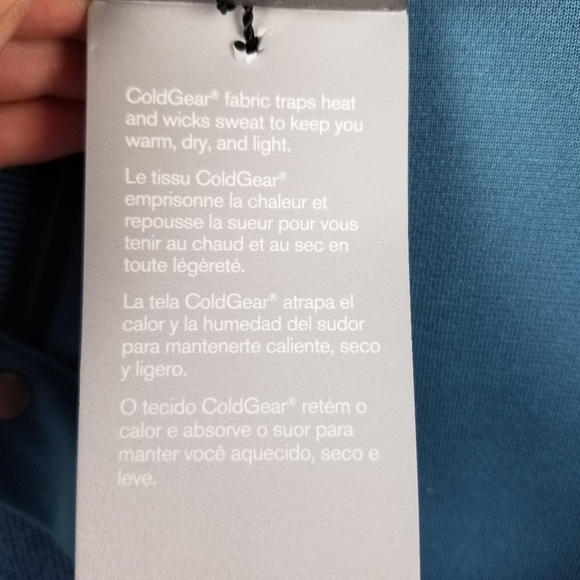 ColdGear® fabric traps heat
and wicks sweat to keep you
warm, dry, and light.
Le tissu ColdGear®
emprisonne la chaleur et
repousse la sueur pour vous
tenir au chaud et au sec en
toute légèreté.
La tela ColdGear® atrapa el
calor y la humedad del sudor
para mantenerte caliente, seco
y ligero.
O tecido ColdGear® retém o
calor e absorve o suor para
manter você aquecido, seco e
leve.